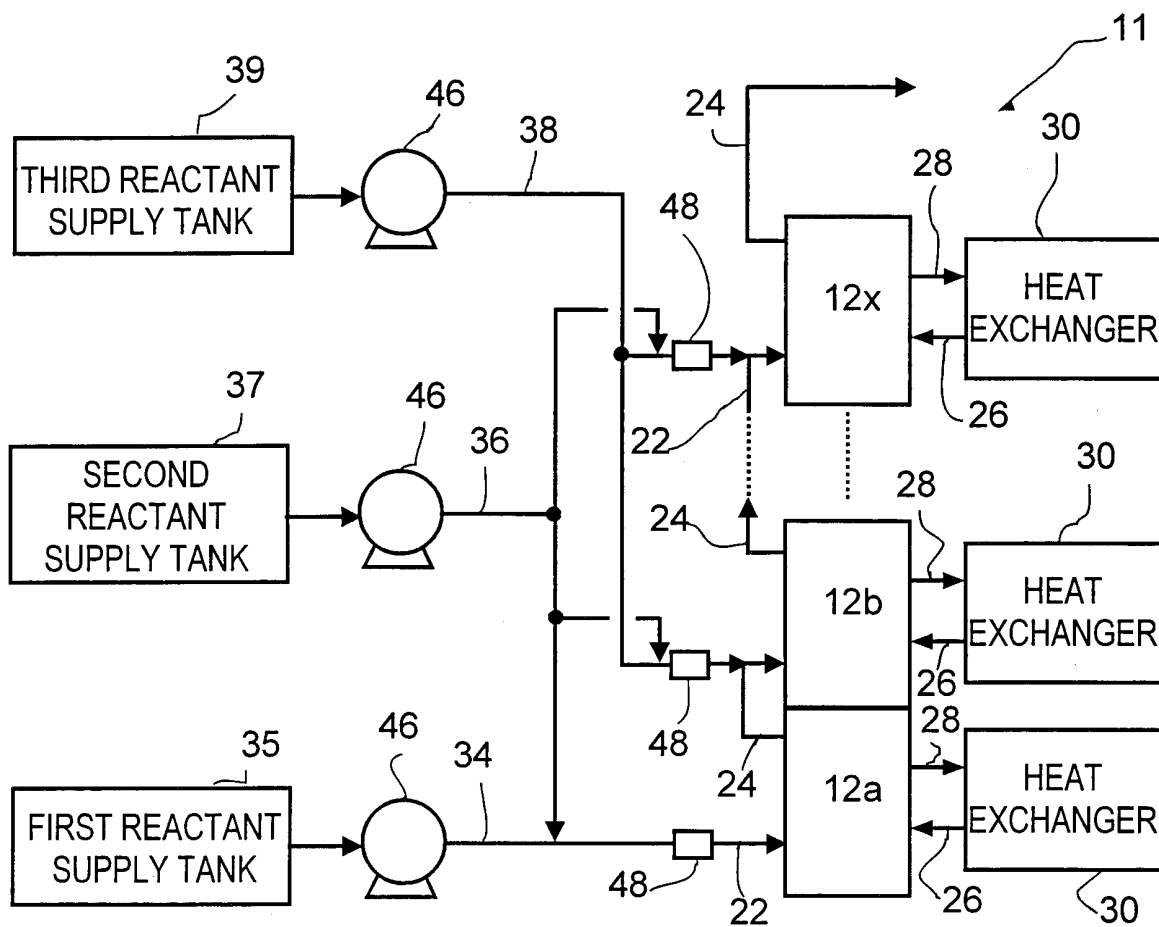 11
39
46
24
30
38
28
THIRD REACTANT
SUPPLY TANK
48
12x
HEAT
EXCHANGER
26
37
46
36
22
30
SECOND
REACTANT
SUPPLY TANK
24
28
12b
HEAT
EXCHANGER
26
35
46
34
48
24
28
12a
HEAT
EXCHANGER
FIRST REACTANT
SUPPLY TANK
48
22
26
30